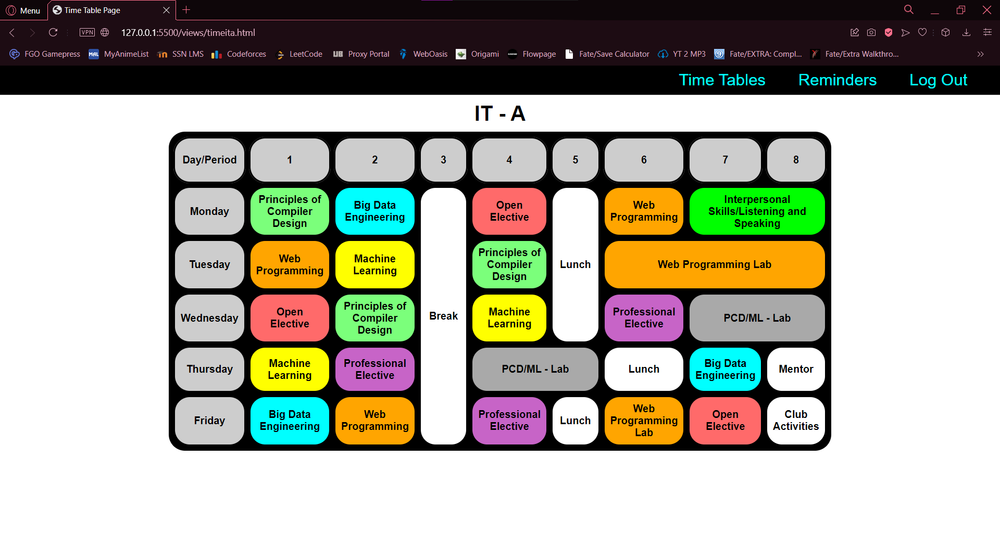 Menu
Time Table Page
VPN
127.0.0.1:5500/views/timeita.html
FGO Gamepress
MAL
MyAnimeList
SSN LMS
Codeforces
LeetCode
UB
Proxy Portal
WebOasis
Origami
Flowpage
Fate/Save Calculator
YT 2 MP3
Fate/EXTRA: Compl...
Fate/Extra Walkthro...
Time Tables
Reminders
Log Out
IT - A
Day/Period
1
2
3
4
5
6
7
8
Monday
Principles of
Compiler
Design
Big Data
Engineering
Break
Open
Elective
Lunch
Web
Programming
Interpersonal
Skills/Listening and
Speaking
Tuesday
Web
Programming
Machine
Learning
Principles of
Compiler
Design
Web Programming Lab
Wednesday
Open
Elective
Principles of
Compiler
Design
Machine
Learning
Professional
Elective
PCD/ML - Lab
Thursday
Machine
Learning
Professional
Elective
PCD/ML - Lab
Lunch
Big Data
Engineering
Mentor
Friday
Big Data
Engineering
Web
Programming
Professional
Elective
Lunch
Web
Programming
Lab
Open
Elective
Club
Activities